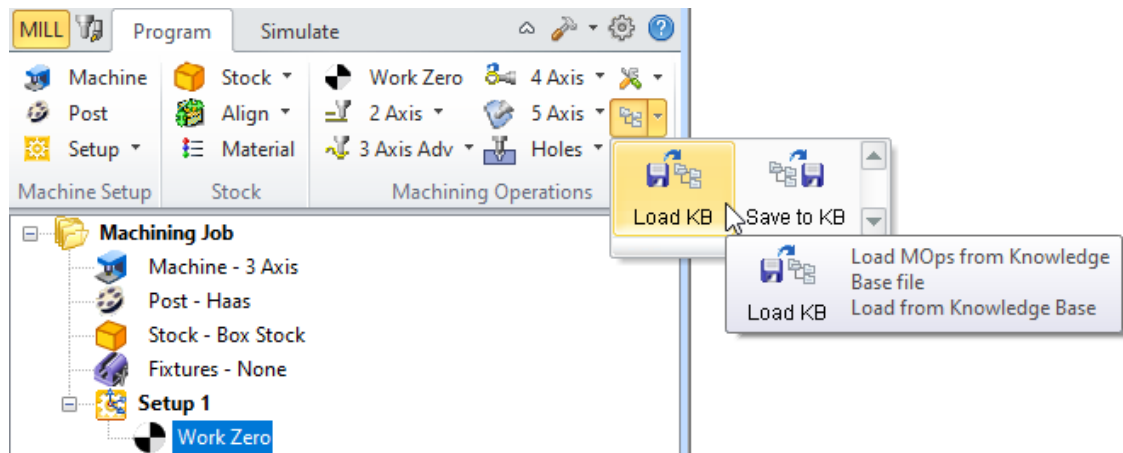 MILL Program Simulate
Machine Stock Work Zero 4 Axis
Post Align 2 Axis 5 Axis
Setup Material 3 Axis Adv Holes
Machine Setup Stock Machining Operations
Load KB Save to KB
Machining Job
Machine - 3 Axis
Post - Haas
Stock - Box Stock
Fixtures - None
Setup 1
Work Zero
Load MOps from Knowledge
Base file
Load KB Load from Knowledge Base